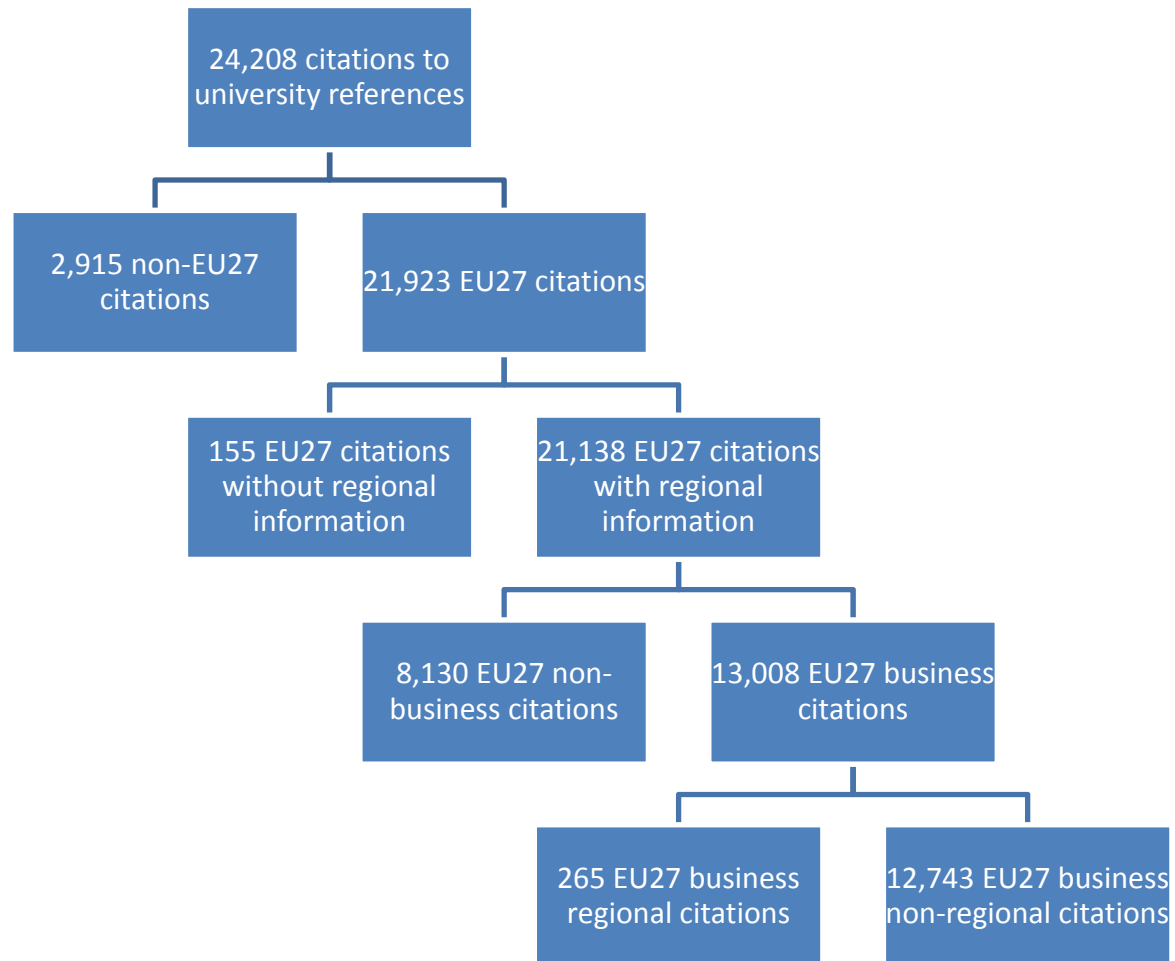 24,208 citations to
university references
2,915 non-EU27
citations
21,923 EU27 citations
155 EU27 citations
without regional
information
21,138 EU27 citations
with regional
information
8,130 EU27 non-
business citations
13,008 EU27 business
citations
265 EU27 business
regional citations
12,743 EU27 business
non-regional citations